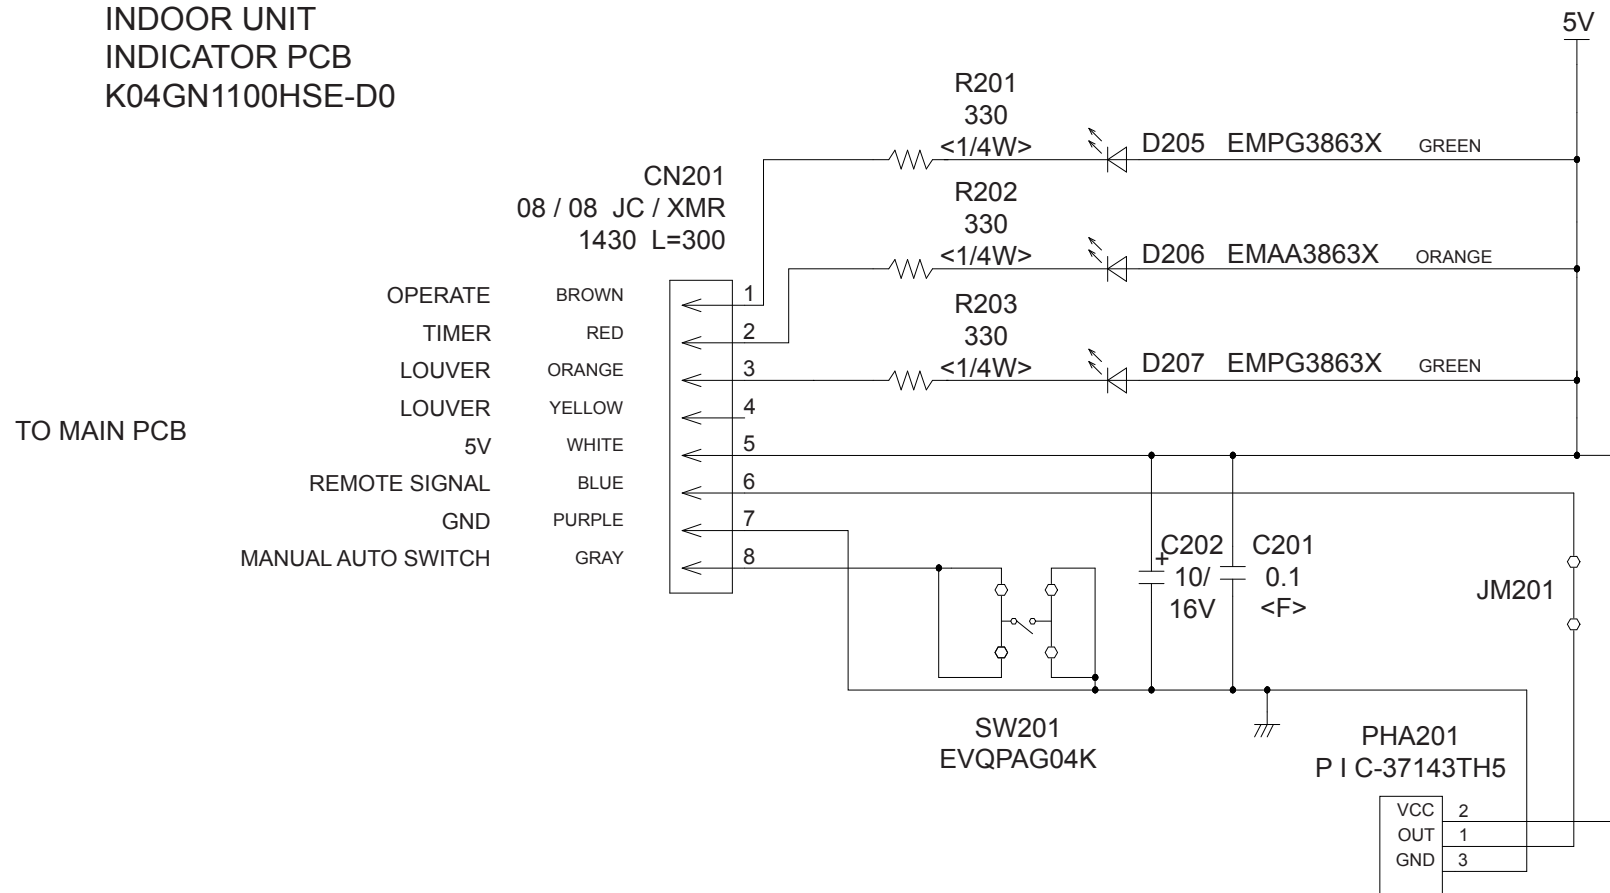 INDOOR UNIT
INDICATOR PCB
K04GN1100HSE-D0
5V
R201
330
<1/4W>
D205 EMPG3863X GREEN
CN201
08 / 08 JC / XMR
1430 L=300
R202
330
<1/4W>
D206 EMAA3863X ORANGE
R203
330
<1/4W>
D207 EMPG3863X GREEN
OPERATE BROWN 1
TIMER RED 2
LOUVER ORANGE 3
LOUVER YELLOW 4
TO MAIN PCB
5V WHITE 5
REMOTE SIGNAL BLUE 6
GND PURPLE 7
MANUAL AUTO SWITCH GRAY 8
C202
+
10/
16V
C201
0.1
<F>
JM201
SW201
EVQPAG04K
PHA201
P I C-37143TH5
VCC 2
OUT 1
GND 3